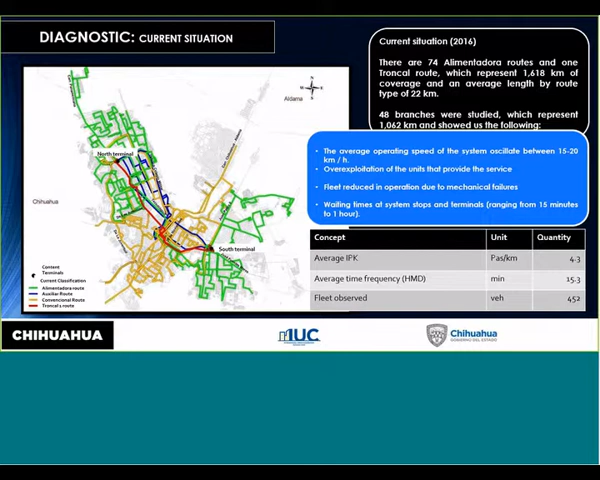 DIAGNOSTIC: CURRENT SITUATION
Current situation (2016)
There are 74 Alimentadora routes and one
Troncal route, which represent 1,618 km of
coverage and an average length by route
type of 22 km.
48 branches were studied, which represent
1,062 km and showed us the following:
• The average operating speed of the system oscillate between 15-20
km / h.
• Overexploitation of the units that provide the service
• Fleet reduced in operation due to mechanical failures
• Waiting times at system stops and terminals (ranging from 15 minutes
to 1 hour).
Concept Unit Quantity
Average IPK Pas/km 4.3
Average time frequency (HMD) min 15.3
Fleet observed veh 452
Aldama
North terminal
Chihuahua
South terminal
Content
Terminals
Current Classification
Alimentadora route
Auxiliar Route
Convencional Route
Troncal 1 route
CHIHUAHUA
IUC
Chihuahua
GOBIERNO DEL ESTADO